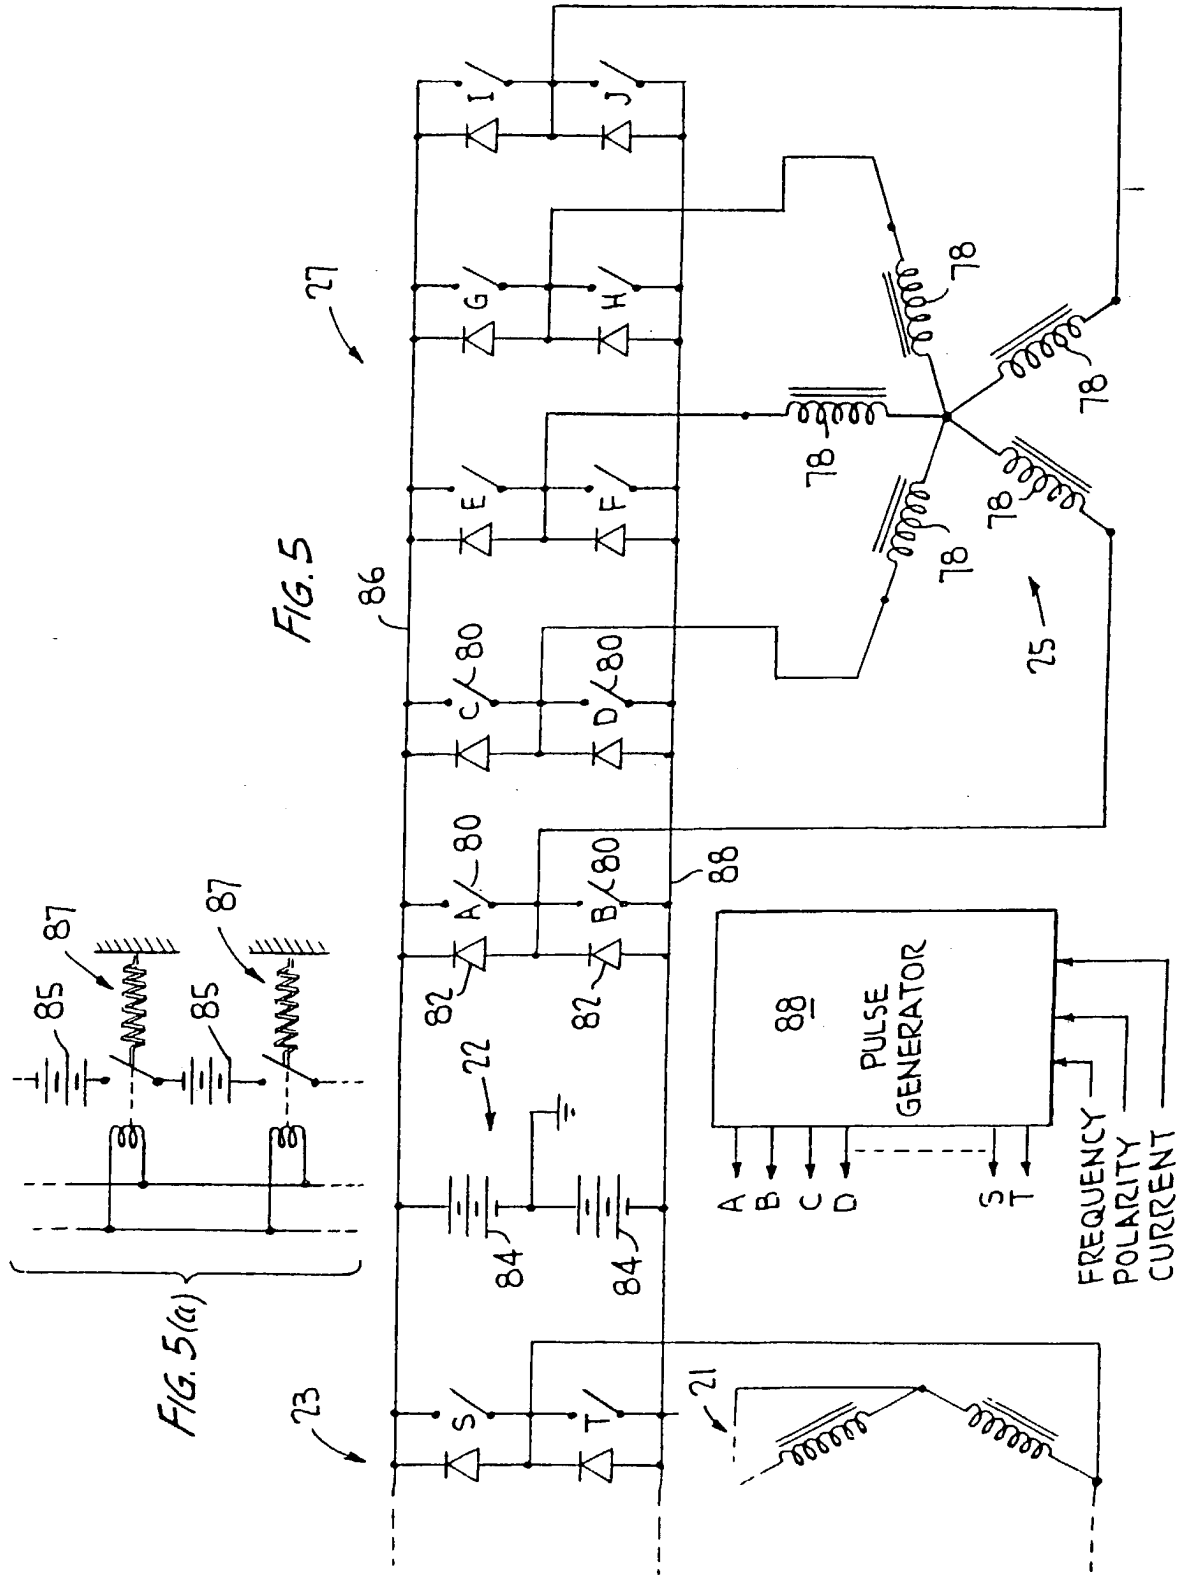 FIG. 5(a)
85
87
85
87
FIG. 5
23
22
86
27
S
T
84
84
82
82
A
80
B
80
C
80
D
80
E
F
G
H
I
J
88
21
A
B
C
D
S
T
88
PULSE
GENERATOR
FREQUENCY
POLARITY
CURRENT
25
78
78
78
78
78